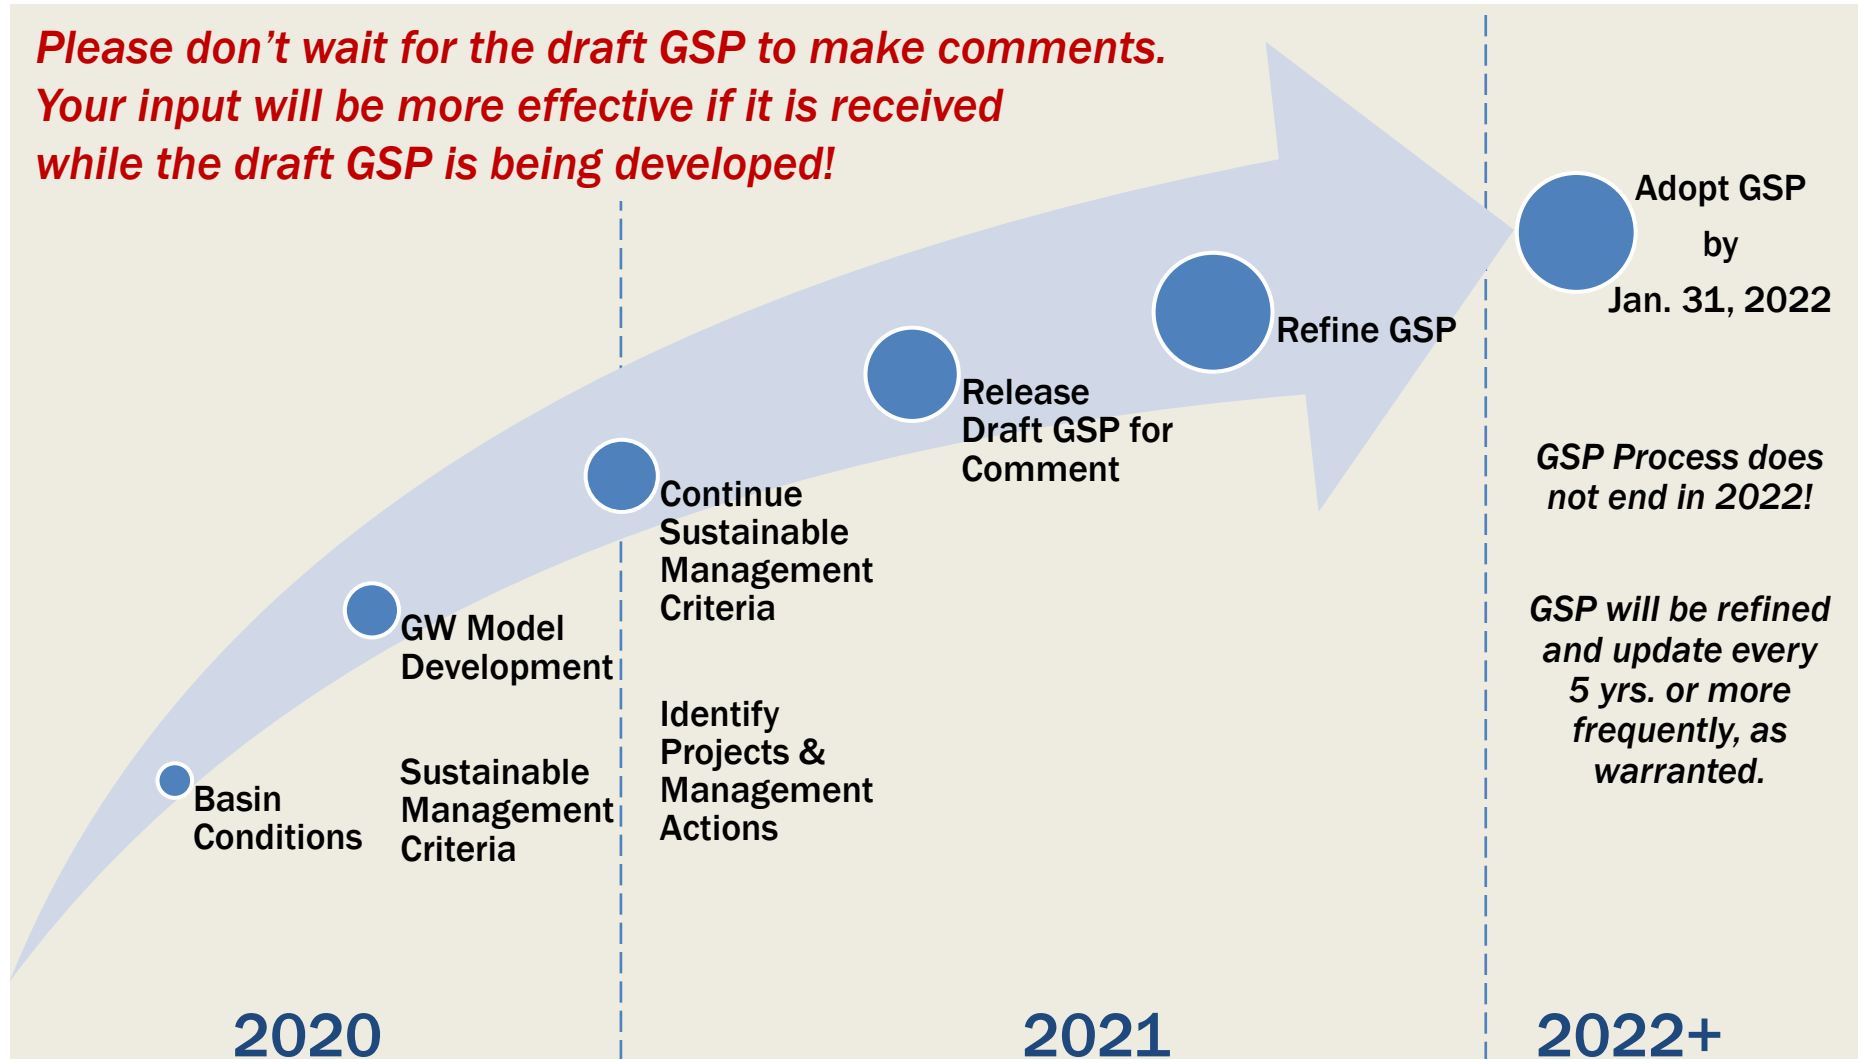 Please don’t wait for the draft GSP to make comments.
Your input will be more effective if it is received
while the draft GSP is being developed!
Basin
Conditions
GW Model
Development
Sustainable
Management
Criteria
Continue
Sustainable
Management
Criteria
Identify
Projects &
Management
Actions
Release
Draft GSP for
Comment
Refine GSP
Adopt GSP
by
Jan. 31, 2022
GSP Process does
not end in 2022!
GSP will be refined
and update every
5 yrs. or more
frequently, as
warranted.
2020
2021
2022+